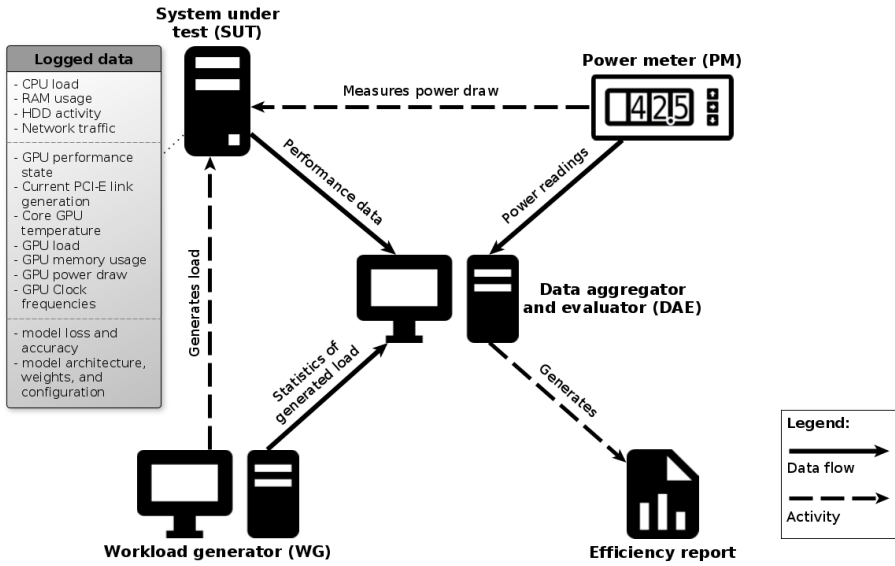 System under
test (SUT)
Logged data
- CPU load
- RAM usage
- HDD activity
- Network traffic
- GPU performance
state
- Current PCI-E link
generation
- Core GPU
temperature
- GPU load
- GPU memory usage
- GPU power draw
- GPU Clock
frequencies
- model loss and
accuracy
- model architecture,
weights, and
configuration
Measures power draw
Power meter (PM)
42.5
Performance data
Power readings
Generates load
Data aggregator
and evaluator (DAE)
Statistics of
generated load
Generates
Workload generator (WG)
Efficiency report
Legend:
Data flow
Activity